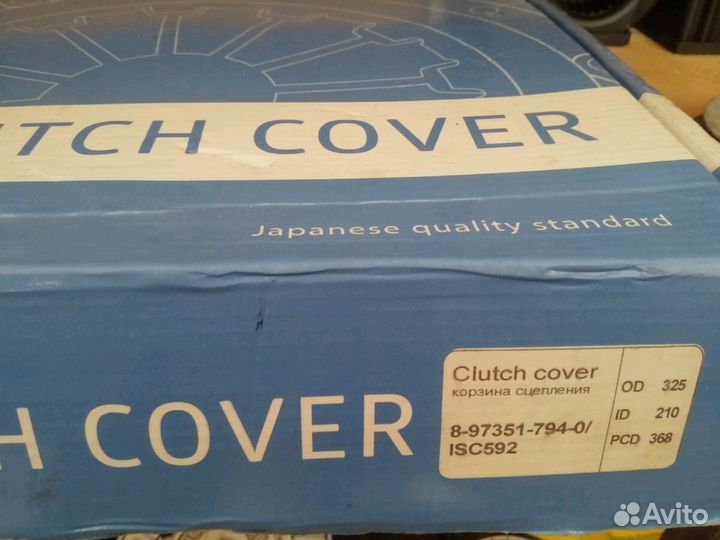 UTCH COVER
Japanese quality standard
H COVER
Clutch cover
корзина сцепления
8-97351-794-0/
ISC592
OD 325
ID 210
PCD 368
Avito